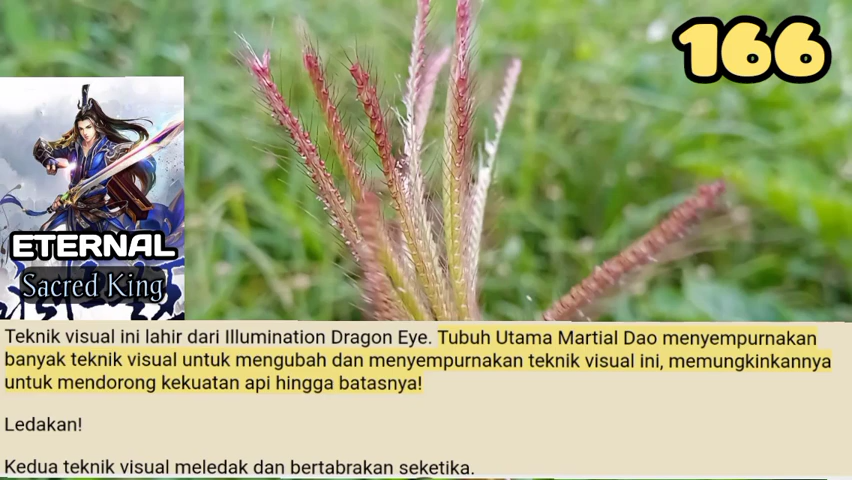 166
ETERNAL
Sacred King
Teknik visual ini lahir dari Illumination Dragon Eye. Tubuh Utama Martial Dao menyempurnakan
banyak teknik visual untuk mengubah dan menyempurnakan teknik visual ini, memungkinkannya
untuk mendorong kekuatan api hingga batasnya!
Ledakan!
Kedua teknik visual meledak dan bertabrakan seketika.